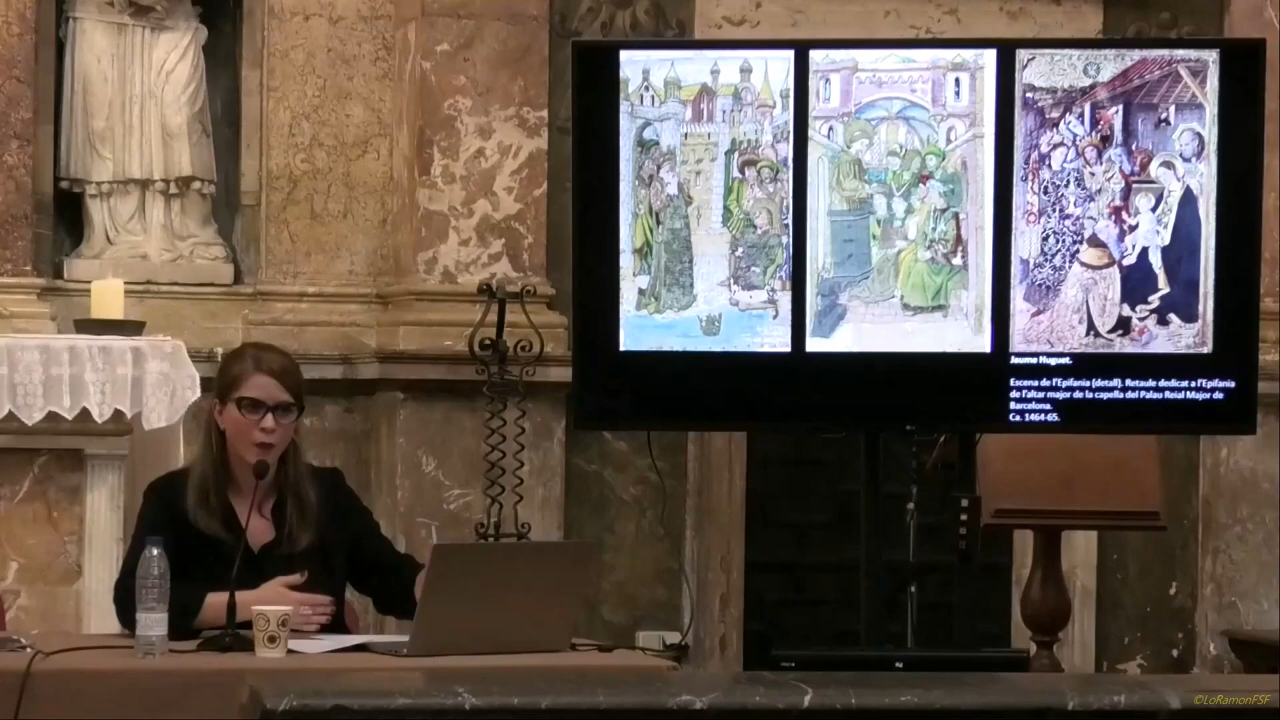 Jaume Huguet.
Escena de l'Epifania (detall). Retaule dedicat a l'Epifania
de l'altar major de la capella del Palau Reial Major de
Barcelona.
Ca. 1464-65.
©LoRamonFSF